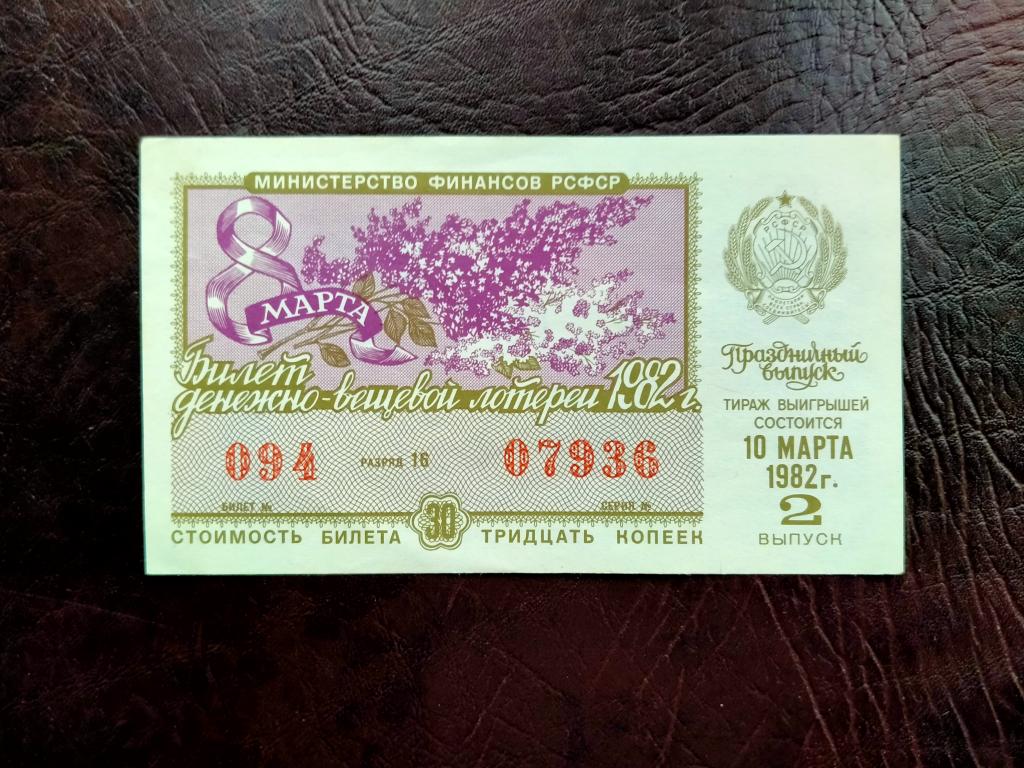 МИНИСТЕРСТВО ФИНАНСОВ РСФСР
8
МАРТА
Билет
денежно-вещевой лотереи 1982 г.
094
РАЗРЯД 16
07936
БИЛЕТ №
СЕРИЯ №
30
СТОИМОСТЬ БИЛЕТА ТРИДЦАТЬ КОПЕЕК
РСФСР
Праздничный
выпуск
ТИРАЖ ВЫИГРЫШЕЙ
СОСТОИТСЯ
10 МАРТА
1982 г.
2
ВЫПУСК